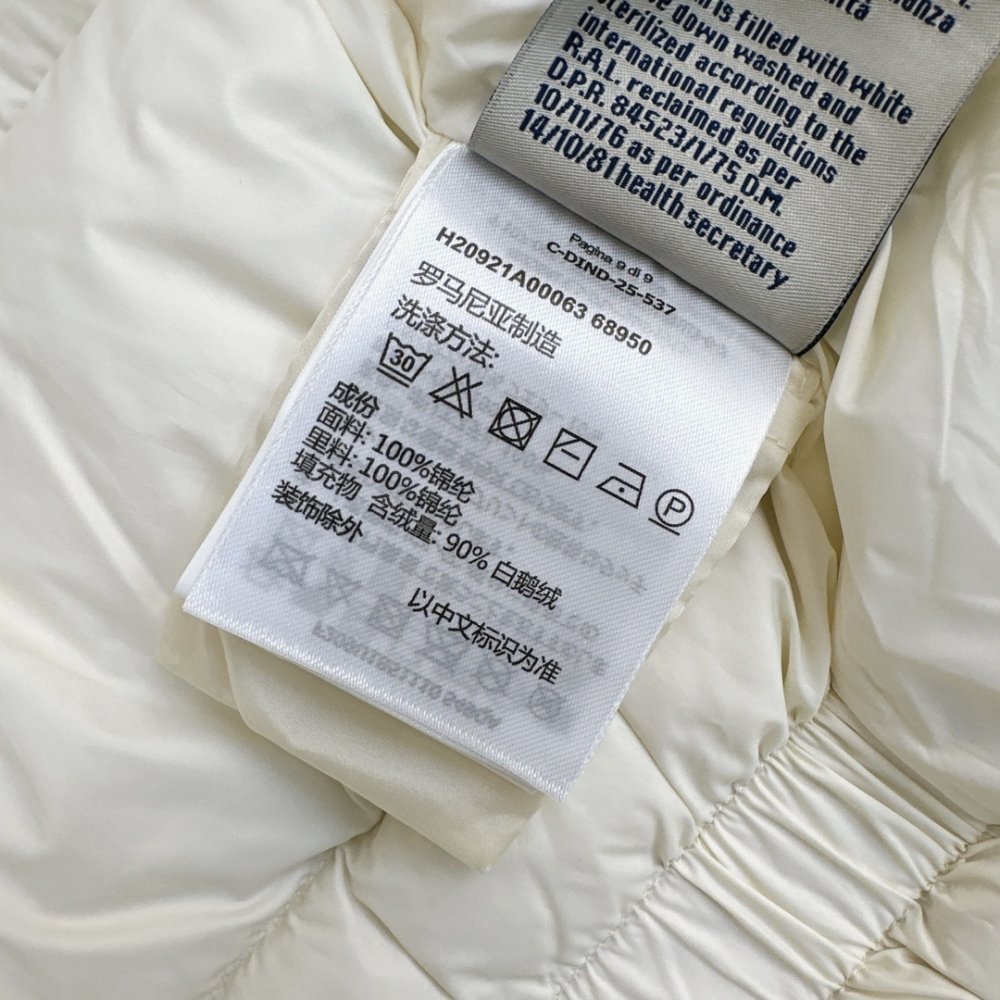 anza
ità
is filled with white
down washed and
sterilized according to the
international regulations
R.A.L. reclaimed as per
D.P.R. 84523/1/75 D.M.
10/11/76 as per ordinance
14/10/81 health secretary
Pagina 9 di 9
C-DIND-25-537
H20921A00063 68950
罗马尼亚制造
洗涤方法:
30
P
成份
面料: 100%锦纶
里料: 100%锦纶
填充物 含绒量: 90% 白鹅绒
装饰除外
以中文标识为准